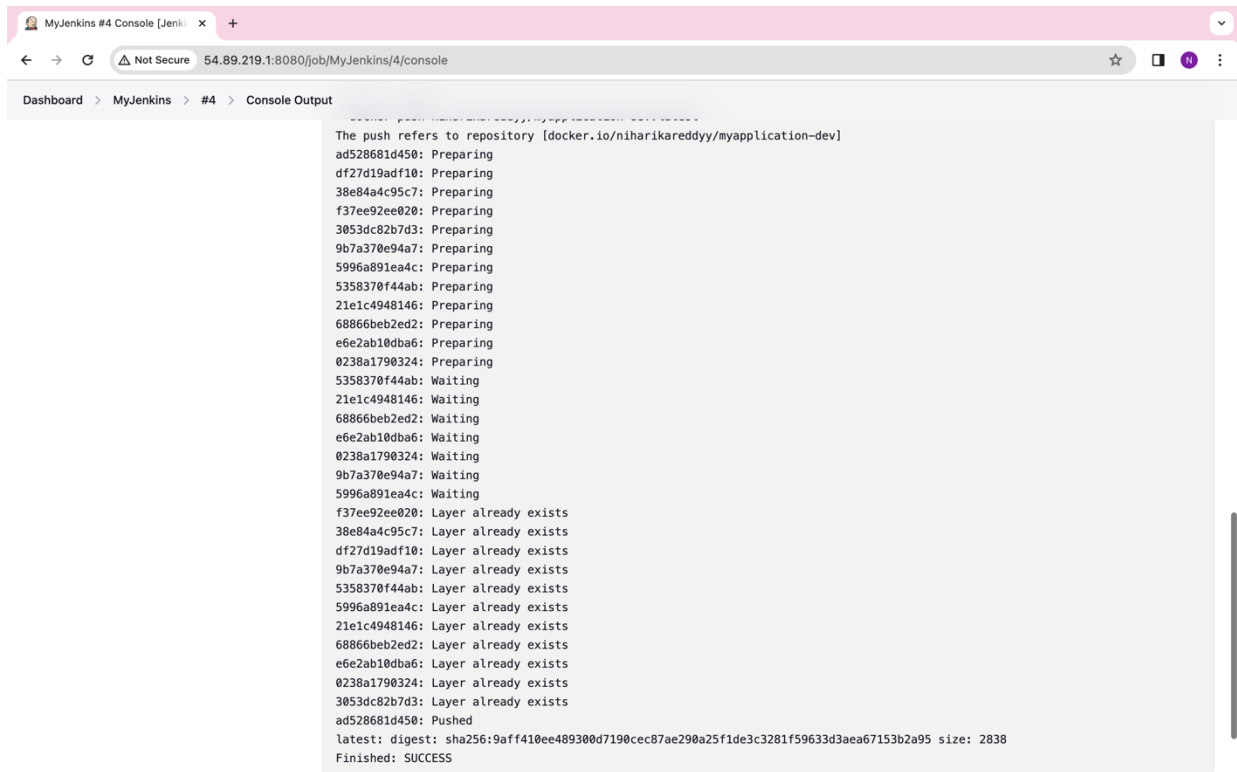 MyJenkins #4 Console [Jenki
Not Secure 54.89.219.1:8080/job/MyJenkins/4/console
N
Dashboard > MyJenkins > #4 > Console Output
The push refers to repository [docker.io/niharikareddyy/myapplication-dev]
ad528681d450: Preparing
df27d19adf10: Preparing
38e84a4c95c7: Preparing
f37ee92ee020: Preparing
3053dc82b7d3: Preparing
9b7a370e94a7: Preparing
5996a891ea4c: Preparing
5358370f44ab: Preparing
21e1c4948146: Preparing
68866beb2ed2: Preparing
e6e2ab10dba6: Preparing
0238a1790324: Preparing
5358370f44ab: Waiting
21e1c4948146: Waiting
68866beb2ed2: Waiting
e6e2ab10dba6: Waiting
0238a1790324: Waiting
9b7a370e94a7: Waiting
5996a891ea4c: Waiting
f37ee92ee020: Layer already exists
38e84a4c95c7: Layer already exists
df27d19adf10: Layer already exists
9b7a370e94a7: Layer already exists
5358370f44ab: Layer already exists
5996a891ea4c: Layer already exists
21e1c4948146: Layer already exists
68866beb2ed2: Layer already exists
e6e2ab10dba6: Layer already exists
0238a1790324: Layer already exists
3053dc82b7d3: Layer already exists
ad528681d450: Pushed
latest: digest: sha256:9aff410ee489300d7190cec87ae290a25f1de3c3281f59633d3aea67153b2a95 size: 2838
Finished: SUCCESS